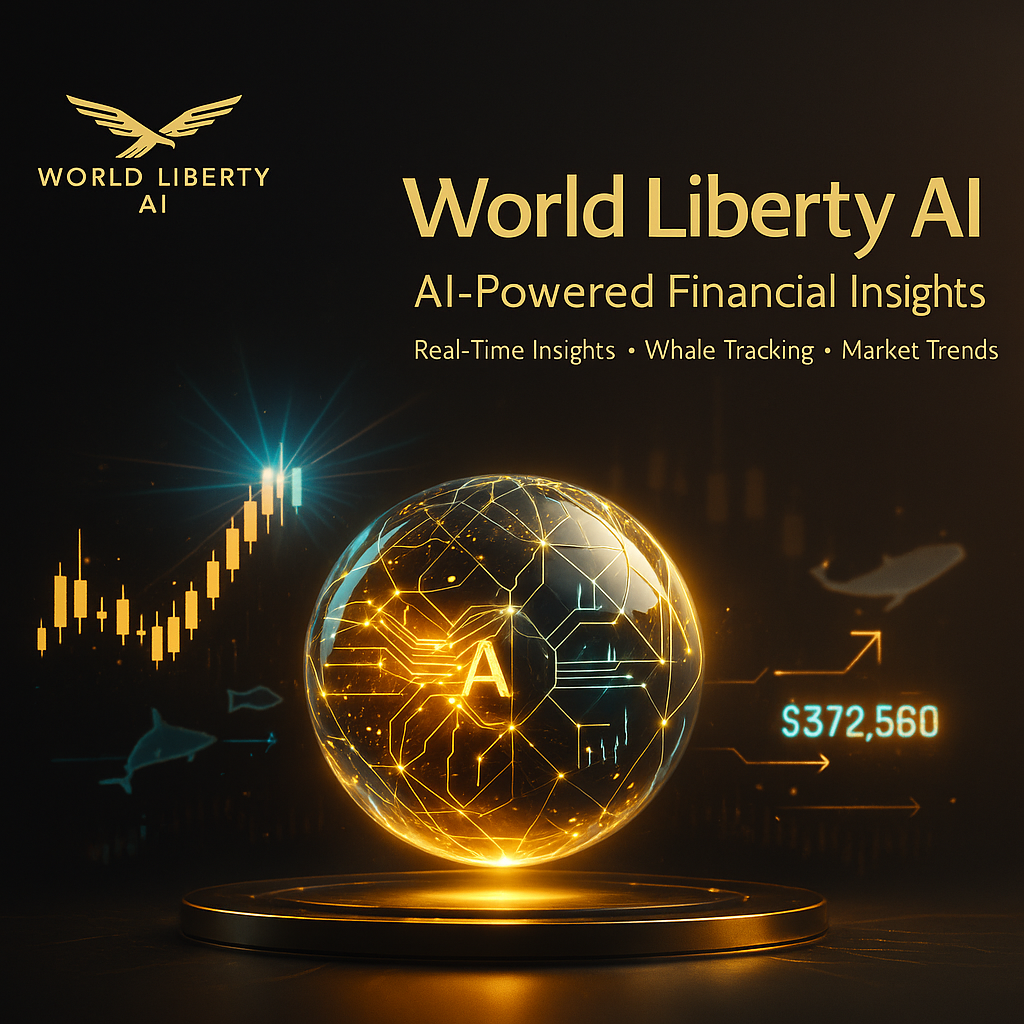 WORLD LIBERTY
AI
World Liberty AI
AI-Powered Financial Insights
Real-Time Insights • Whale Tracking • Market Trends
A
$372,560